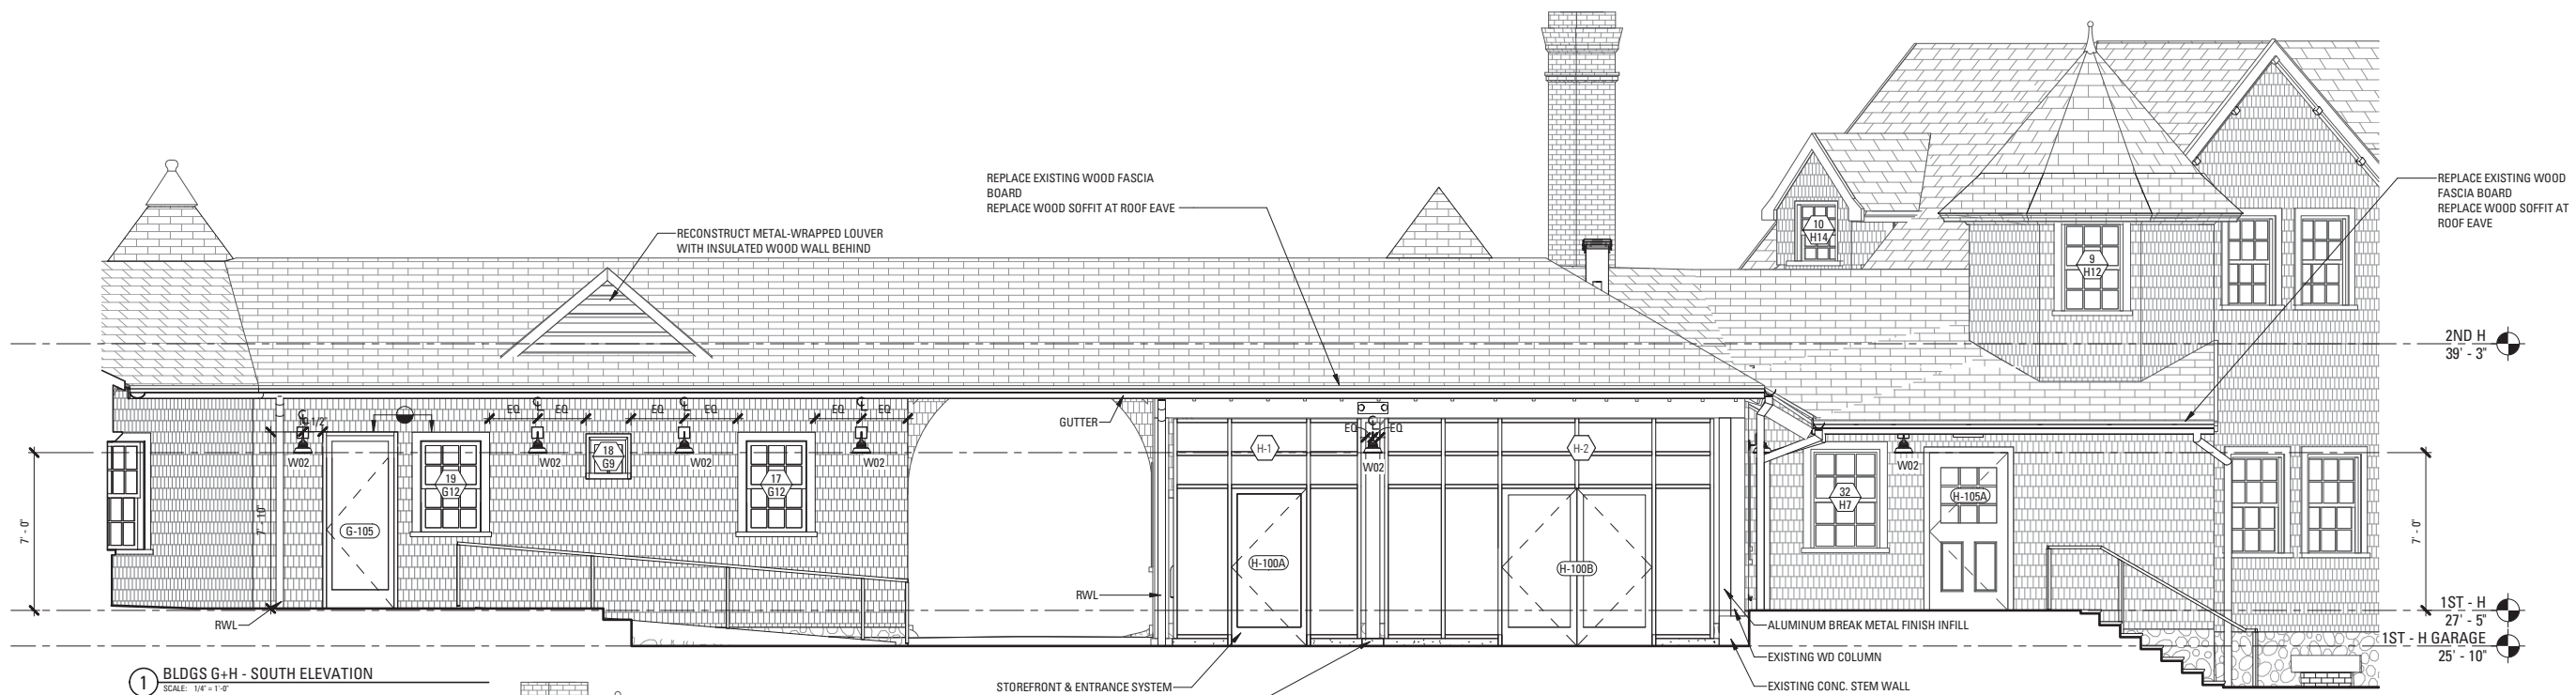 REPLACE EXISTING WOOD FASCIA
BOARD
REPLACE WOOD SOFFIT AT ROOF EAVE
REPLACE EXISTING WOOD
FASCIA BOARD
REPLACE WOOD SOFFIT AT
ROOF EAVE
RECONSTRUCT METAL-WRAPPED LOUVER
WITH INSULATED WOOD WALL BEHIND
10
H14
9
H12
2ND H
39' - 3"
EQ
EQ
EQ
EQ
EQ
EQ
GUTTER
EQ
EQ
W02
W02
W02
W02
W02
W02
18
G9
19
G12
17
G12
H-1
H-2
32
H7
H-105A
7' - 0"
7' - 10"
G-105
H-100A
H-100B
7' - 0"
RWL
RWL
1ST - H
27' - 5"
ALUMINUM BREAK METAL FINISH INFILL
1ST - H GARAGE
25' - 10"
EXISTING WD COLUMN
1
BLDGS G+H - SOUTH ELEVATION
SCALE: 1/4" = 1'-0"
STOREFRONT & ENTRANCE SYSTEM
EXISTING CONC. STEM WALL